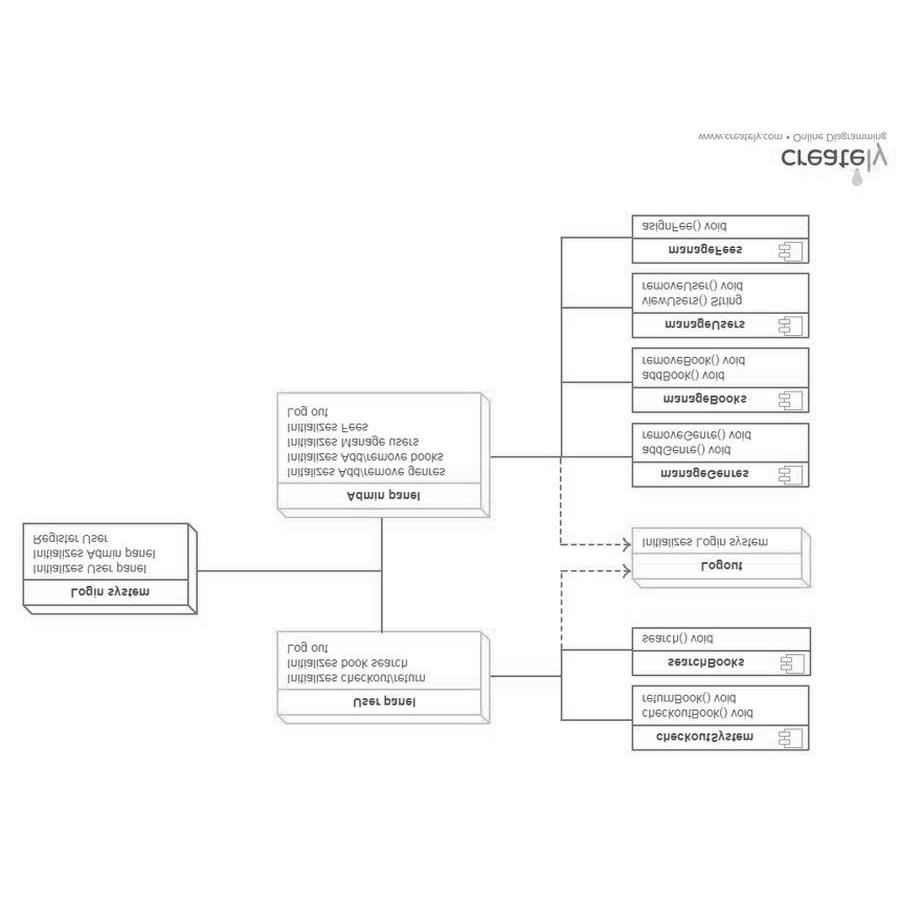 Login system
Initializes User panel
Initializes Admin panel
Register User
User panel
Initializes checkout/return
Initializes book search
Log out
Admin panel
Initializes Add/remove genres
Initializes Add/remove books
Initializes Manage users
Initializes Fees
Log out
checkoutSystem
checkoutBook() void
returnBook() void
searchBooks
search() void
Logout
Initializes Login system
manageGenres
addGenre() void
removeGenre() void
manageBooks
addBook() void
removeBook() void
manageUsers
viewUsers() String
removeUser() void
manageFees
asignFee() void
creately
www.creately.com • Online Diagramming